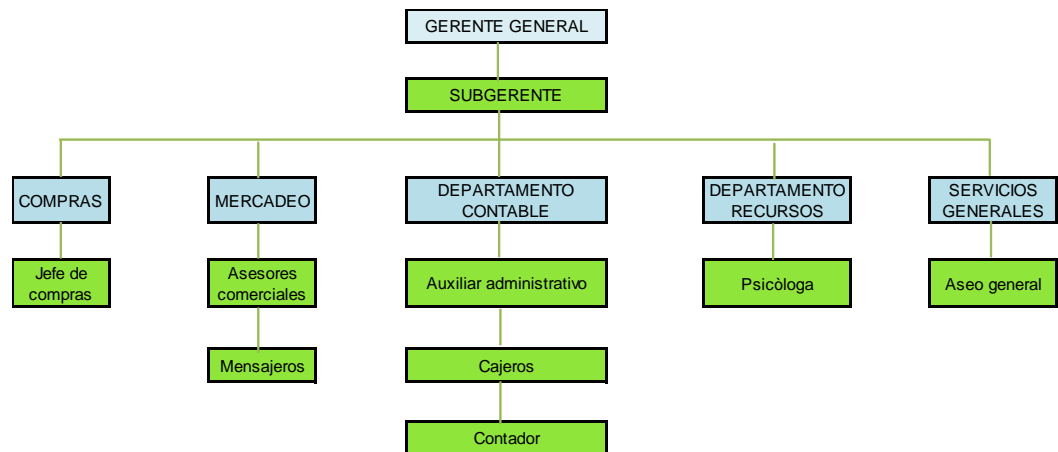 GERENTE GENERAL
SUBGERENTE
COMPRAS
MERCADEO
DEPARTAMENTO
CONTABLE
DEPARTAMENTO
RECURSOS
SERVICIOS
GENERALES
Jefe de
compras
Asesores
comerciales
Auxiliar administrativo
Psicòloga
Aseo general
Mensajeros
Cajeros
Contador